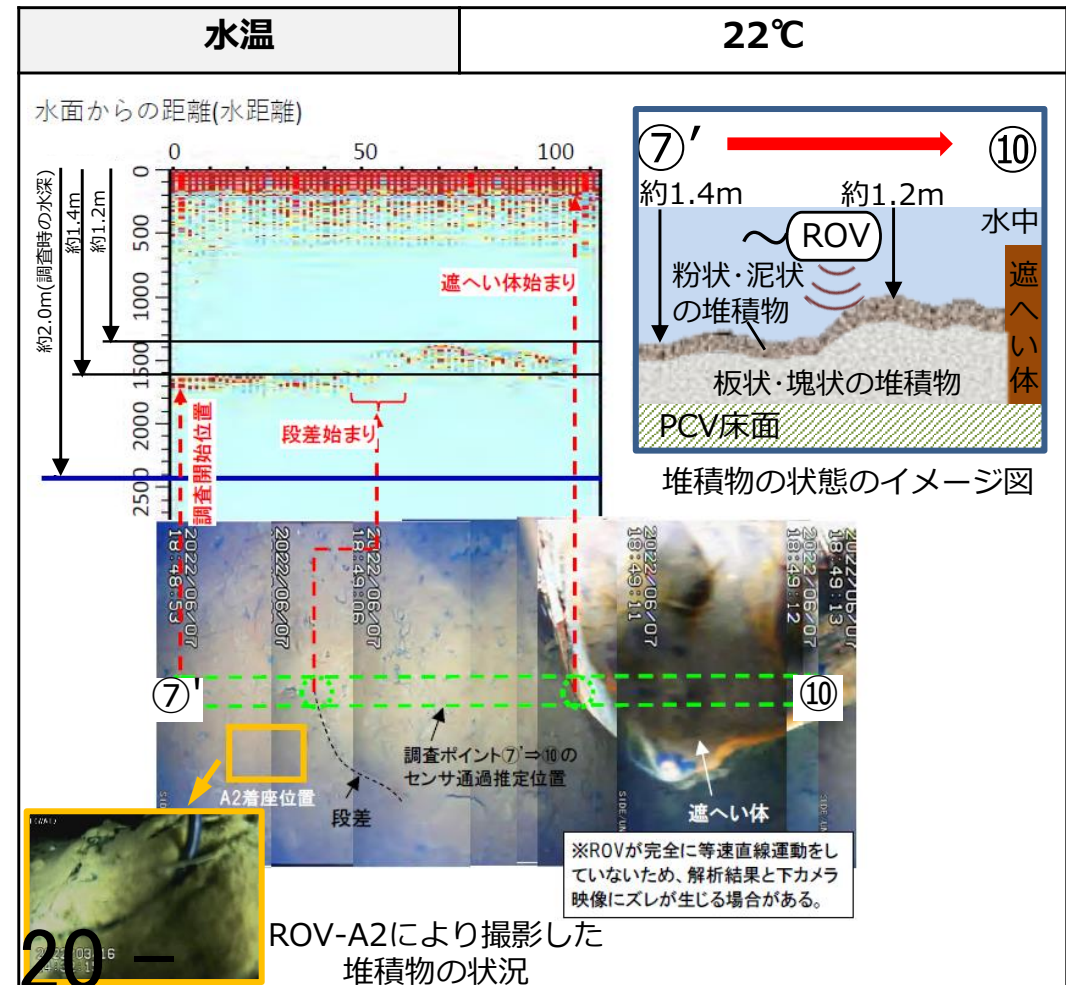 水温
22℃
水面からの距離(水距離)
0
50
100
0
500
1000
1500
2000
2500
約2.0m(調査時の水深)
約1.4m
約1.2m
遮へい体始まり
段差始まり
調査開始位置
⑦′
⑩
約1.4m
約1.2m
ROV
水中
粉状・泥状
の堆積物
遮へい体
板状・塊状の堆積物
PCV床面
堆積物の状態のイメージ図
2022/06/07
18:48:53
2022/06/07
2022/06/07
18:49:06
2022/06/07
18:49:11
2022/06/07
18:49:12
2022/06/07
18:49:13
⑦'
⑩
調査ポイント⑦'⇒⑩の
センサ通過推定位置
A2着座位置
段差
遮へい体
SIDE/UN
※ROVが完全に等速直線運動をし
ていないため、解析結果と下カメラ
映像にズレが生じる場合がある。
ROV-A2により撮影した
堆積物の状況
20 −